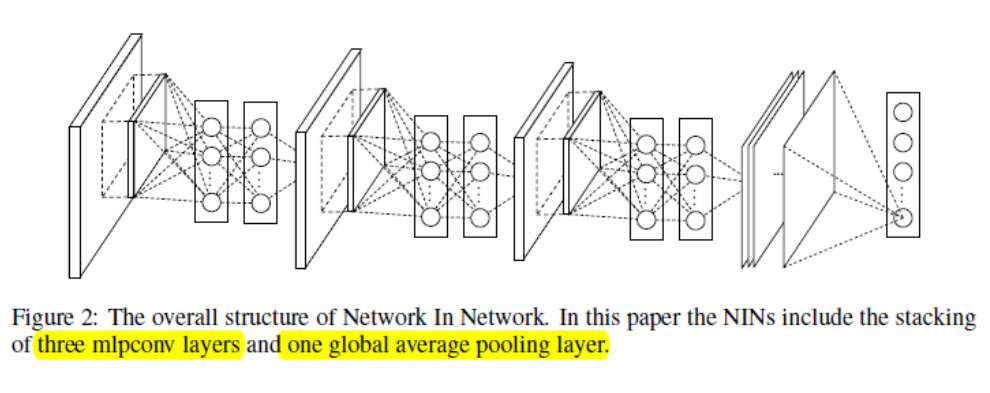 Figure 2: The overall structure of Network In Network. In this paper the NINs include the stacking
of three mlpconv layers and one global average pooling layer.